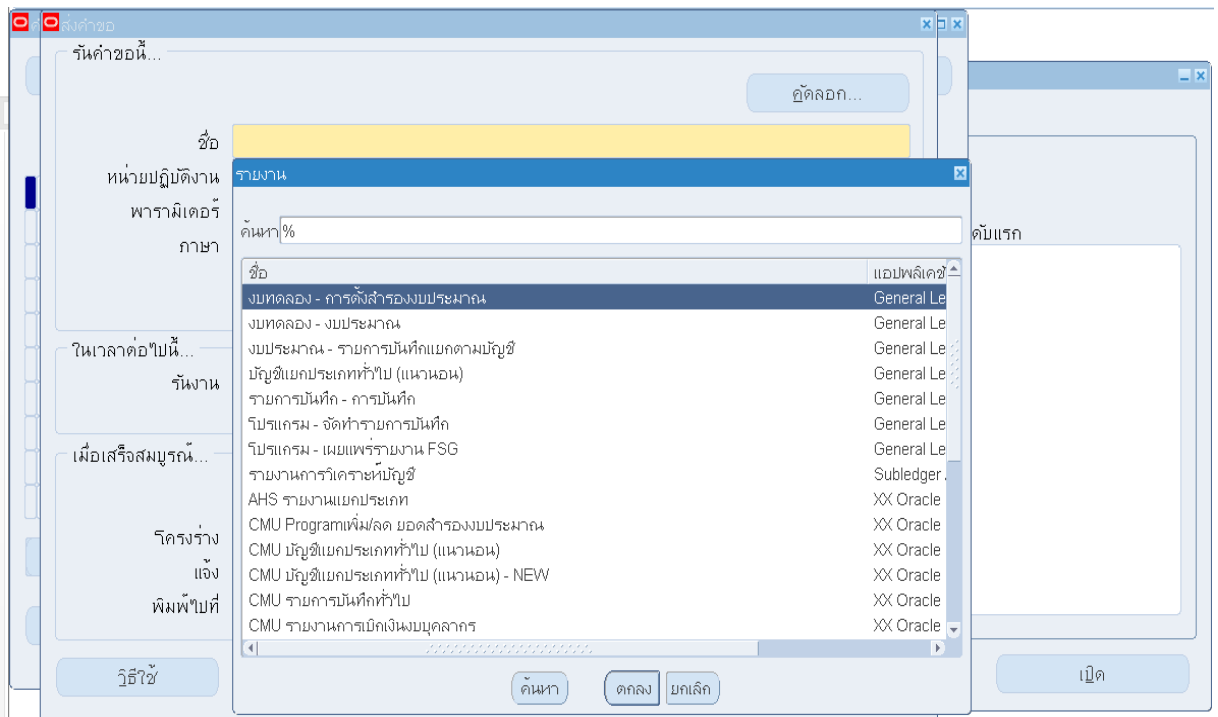 ส่งคำขอ
รันคำขอนี้...
คัดลอก...
ชื่อ
หน่วยปฏิบัติงาน
พารามิเตอร์
ภาษา
รายงาน
ค้นหา %
ดับแรก
ชื่อ แอปพลิเคชั
งบทดลอง - การตั้งสำรองงบประมาณ General Le
งบทดลอง - งบประมาณ General Le
งบประมาณ - รายการบันทึกแยกตามบัญชี General Le
บัญชีแยกประเภททั่วไป (แนวนอน) General Le
รายการบันทึก - การบันทึก General Le
โปรแกรม - จัดทำรายการบันทึก General Le
โปรแกรม - เผยแพร่รายงาน FSG General Le
รายงานการวิเคราะห์บัญชี Subledger
AHS รายงานแยกประเภท XX Oracle
CMU Programเพิ่ม/ลด ยอดสำรองงบประมาณ XX Oracle
CMU บัญชีแยกประเภททั่วไป (แนวนอน) XX Oracle
CMU บัญชีแยกประเภททั่วไป (แนวนอน) - NEW XX Oracle
CMU รายการบันทึกทั่วไป XX Oracle
CMU รายงานการเบิกเงินงบบุคลากร XX Oracle
ในเวลาต่อไปนี้...
รันงาน
เมื่อเสร็จสมบูรณ์...
โครงร่าง
แจ้ง
พิมพ์ไปที่
วิธีใช้
ค้นหา ตกลง ยกเลิก
เปิด